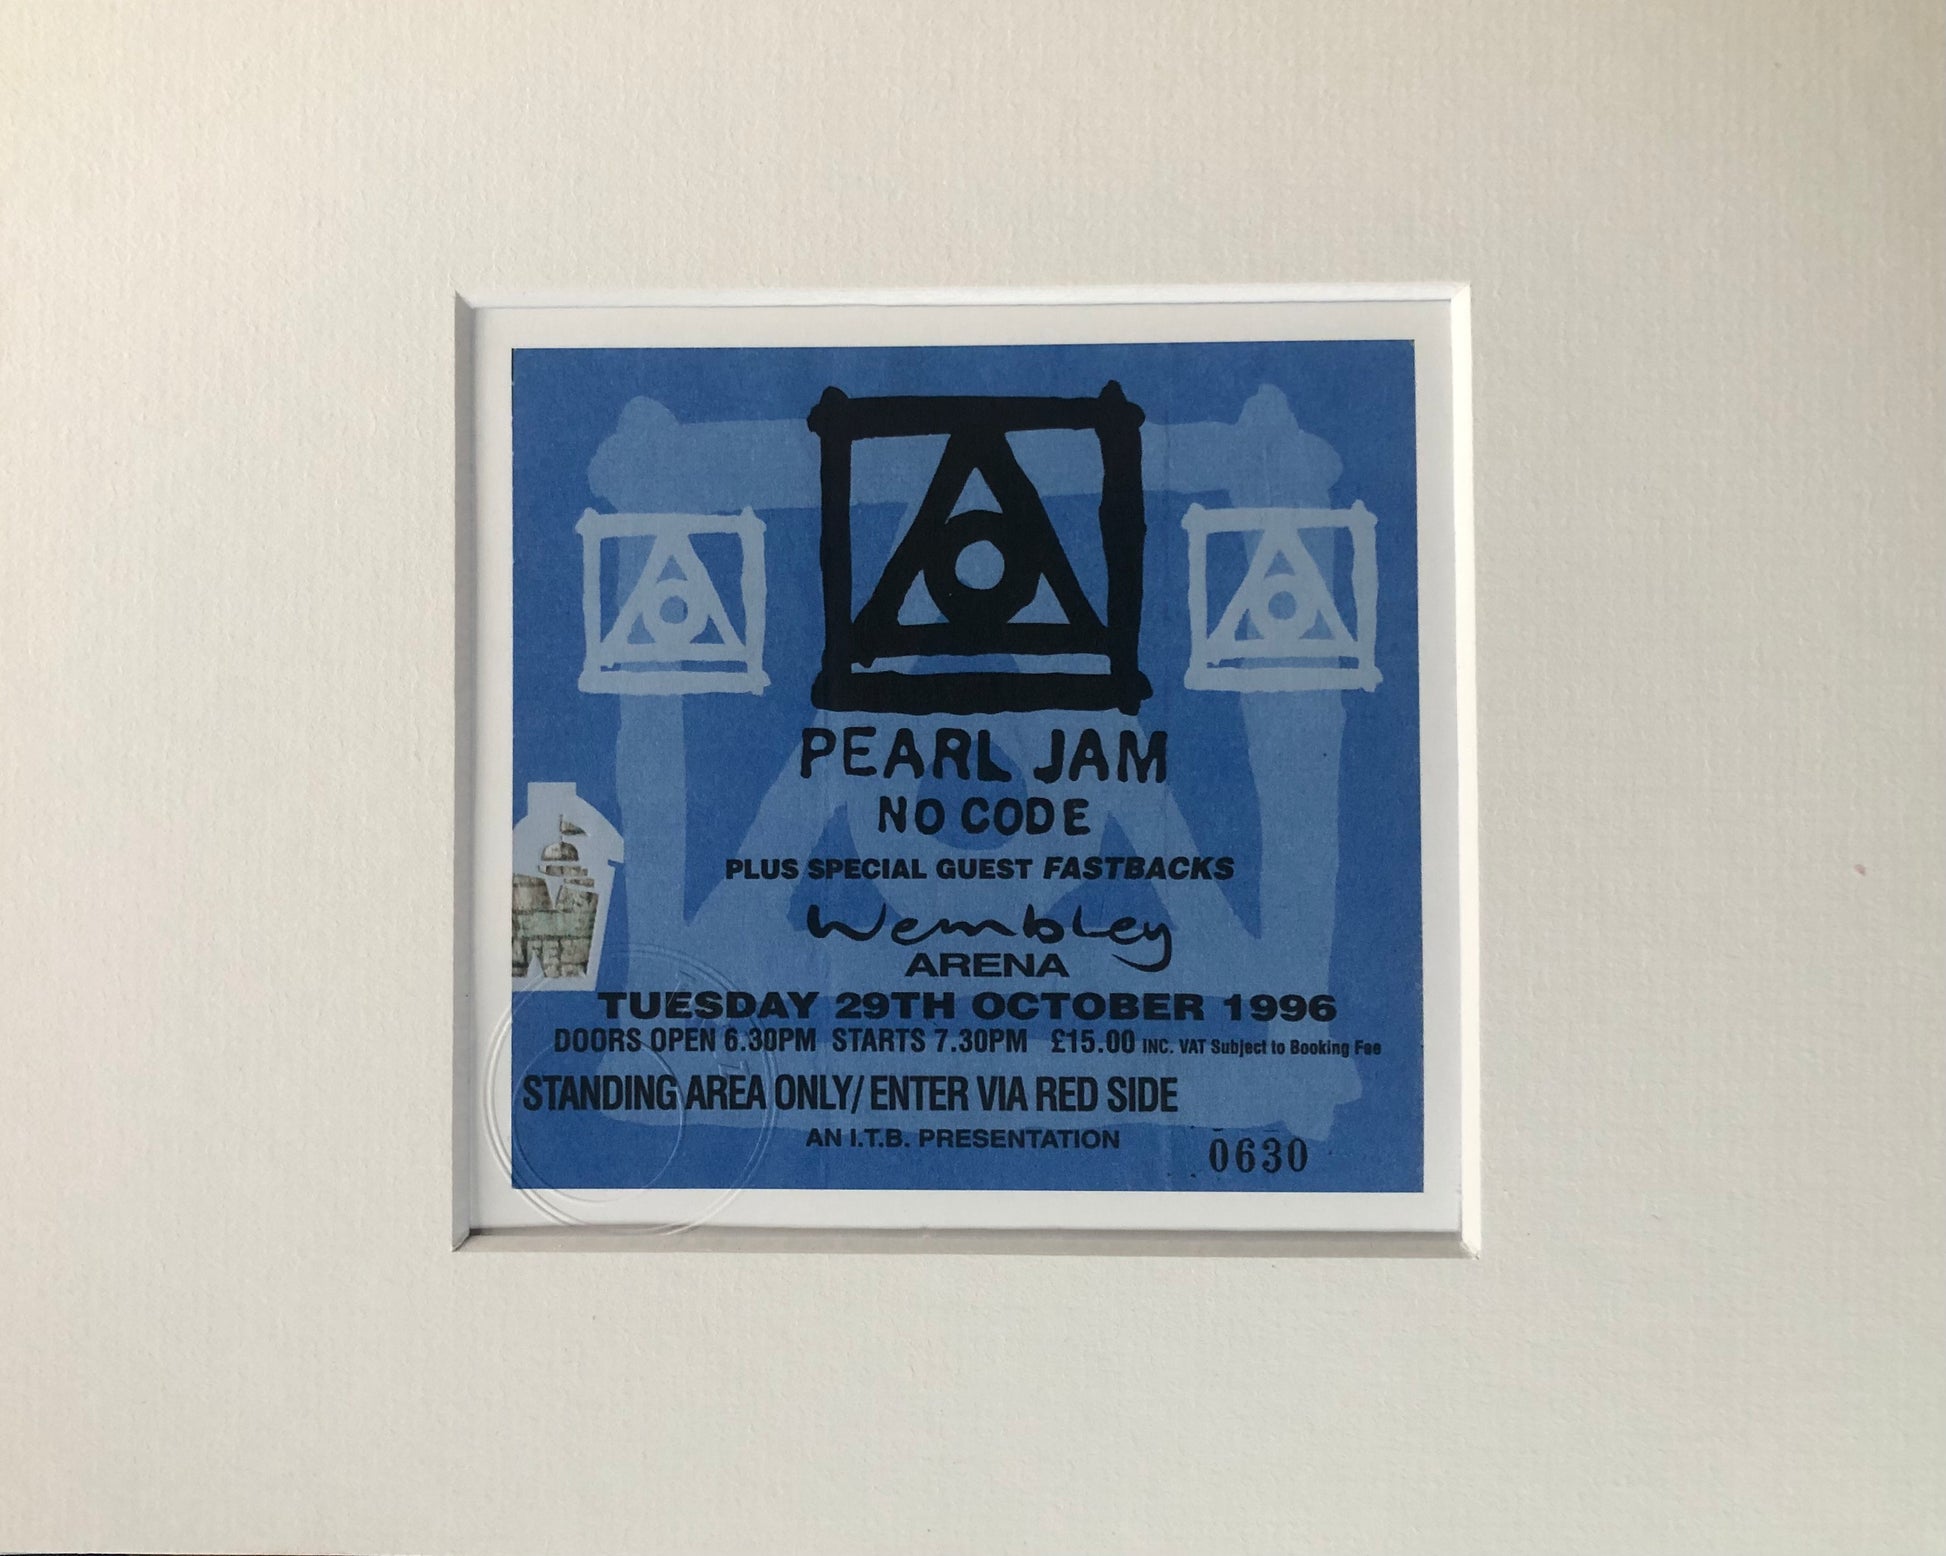 PEARL JAM
NO CODE
PLUS SPECIAL GUEST FASTBACKS
Wembley
ARENA
TUESDAY 29TH OCTOBER 1996
DOORS OPEN 6.30PM STARTS 7.30PM £15.00 INC. VAT Subject to Booking Fee
STANDING AREA ONLY/ ENTER VIA RED SIDE
AN I.T.B. PRESENTATION
0630